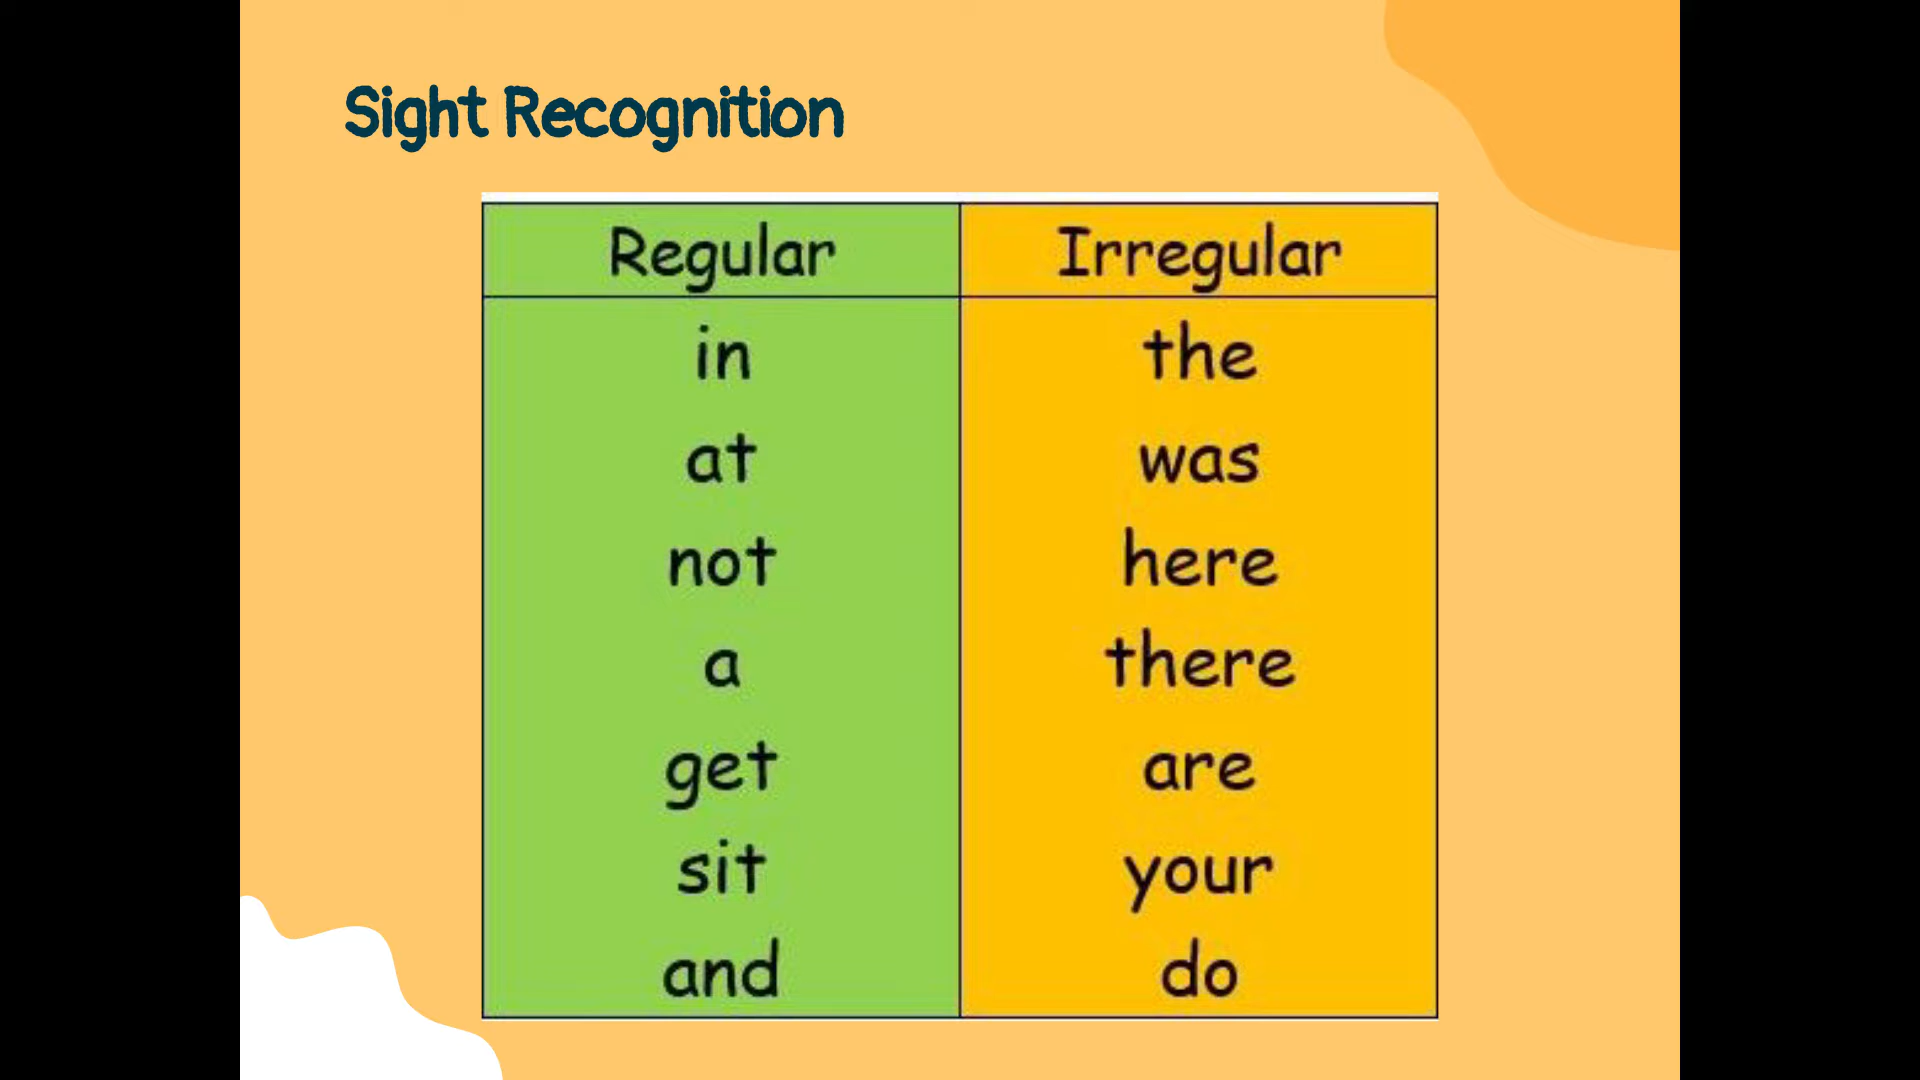 Sight Recognition
Regular Irregular
in the
at was
not here
a there
get are
sit your
and do